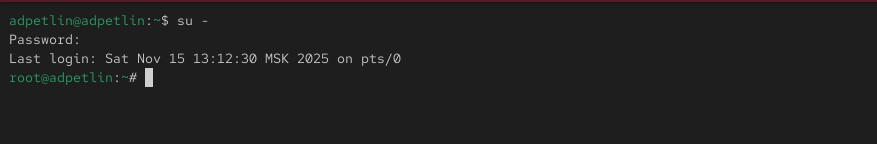 adpetlin@adpetlin:~$ su -
Password:
Last login: Sat Nov 15 13:12:30 MSK 2025 on pts/0
root@adpetlin:~#